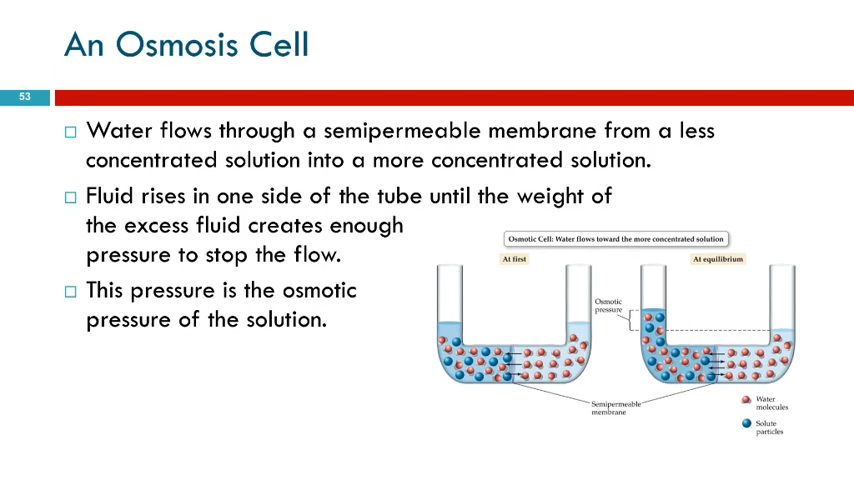 An Osmosis Cell
53
Water flows through a semipermeable membrane from a less
concentrated solution into a more concentrated solution.
Fluid rises in one side of the tube until the weight of
the excess fluid creates enough
pressure to stop the flow.
This pressure is the osmotic
pressure of the solution.
Osmotic Cell: Water flows toward the more concentrated solution
At first
At equilibrium
Osmotic
pressure
Semipermeable
membrane
Water
molecules
Solute
particles